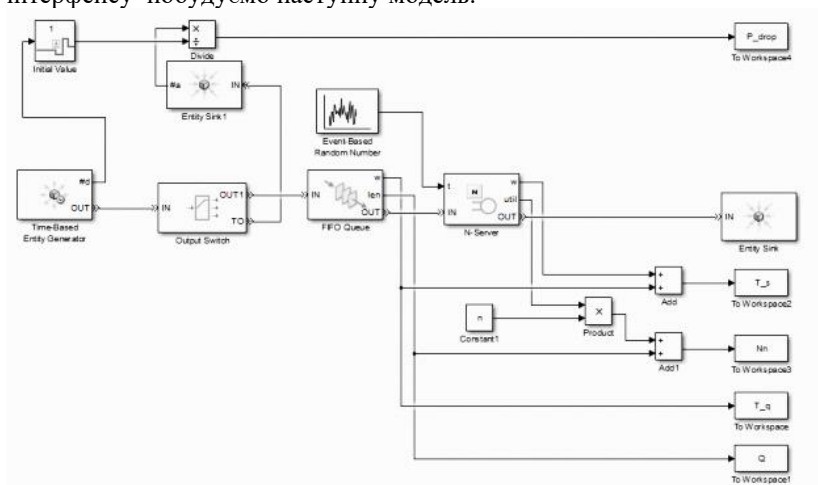 інтерфейсу побудуємо наступну модель:
1
Initial Value
×
÷
Divide
P_drop
To Workspace4
#a
IN
Entity Sink1
Event-Based
Random Number
#d
OUT
Time-Based
Entity Generator
IN
OUT1
TO
Output Switch
IN
w
len
OUT
FIFO Queue
t
IN
N
w
util
OUT
N-Server
IN
Entity Sink
+
+
Add
T_s
To Workspace2
n
Constant1
×
Product
+
+
Add1
Nn
To Workspace3
T_q
To Workspace
Q
To Workspace1